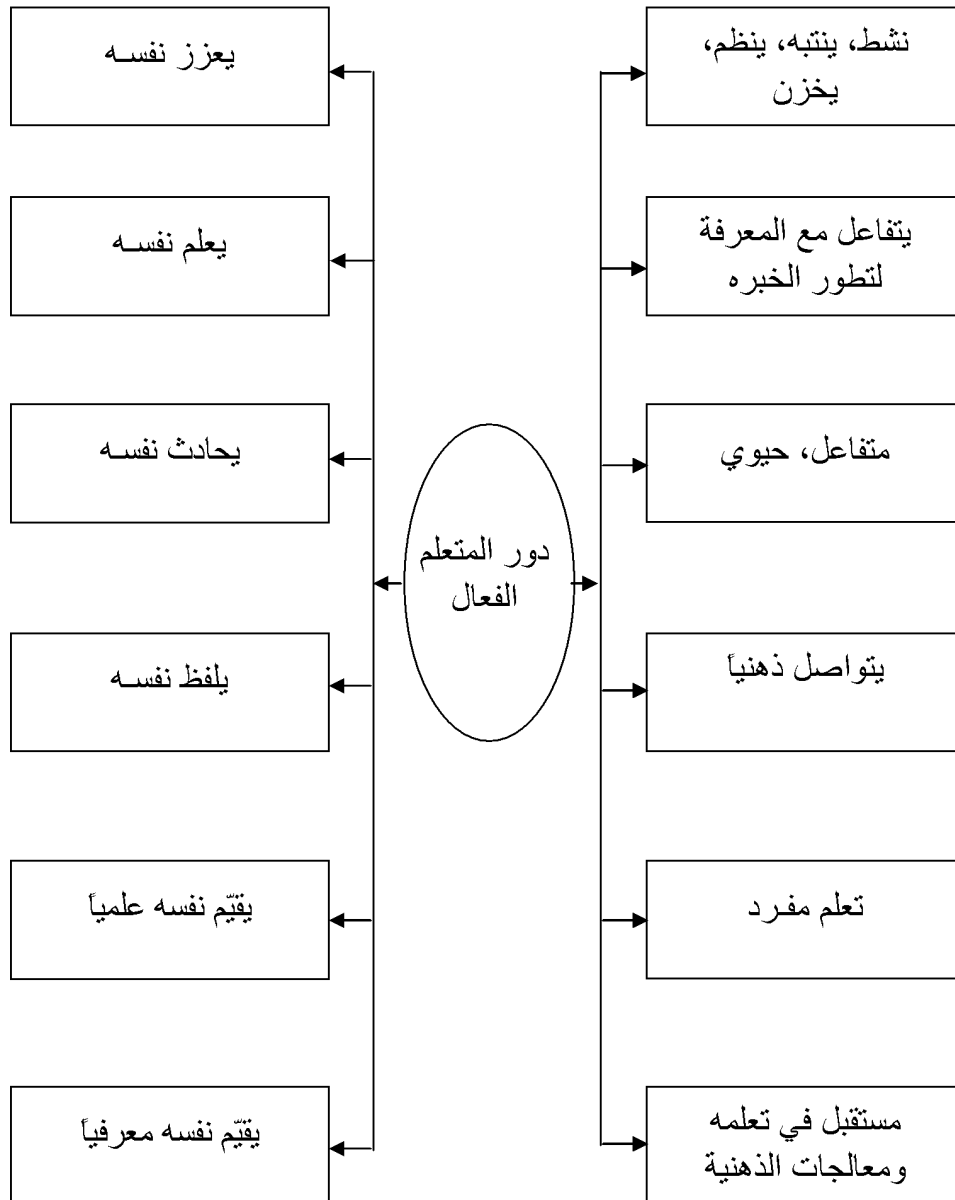 نشط، ينتبه، ينظم،
يخزن
يتفاعل مع المعرفة
لتطور الخبره
متفاعل، حيوي
يتواصل ذهنياً
تعلم مفرد
مستقبل في تعلمه
ومعالجات الذهنية
دور المتعلم
الفعال
يعزز نفسه
يعلم نفسه
يحادث نفسه
يلفظ نفسه
يقيّم نفسه علمياً
يقيّم نفسه معرفياً